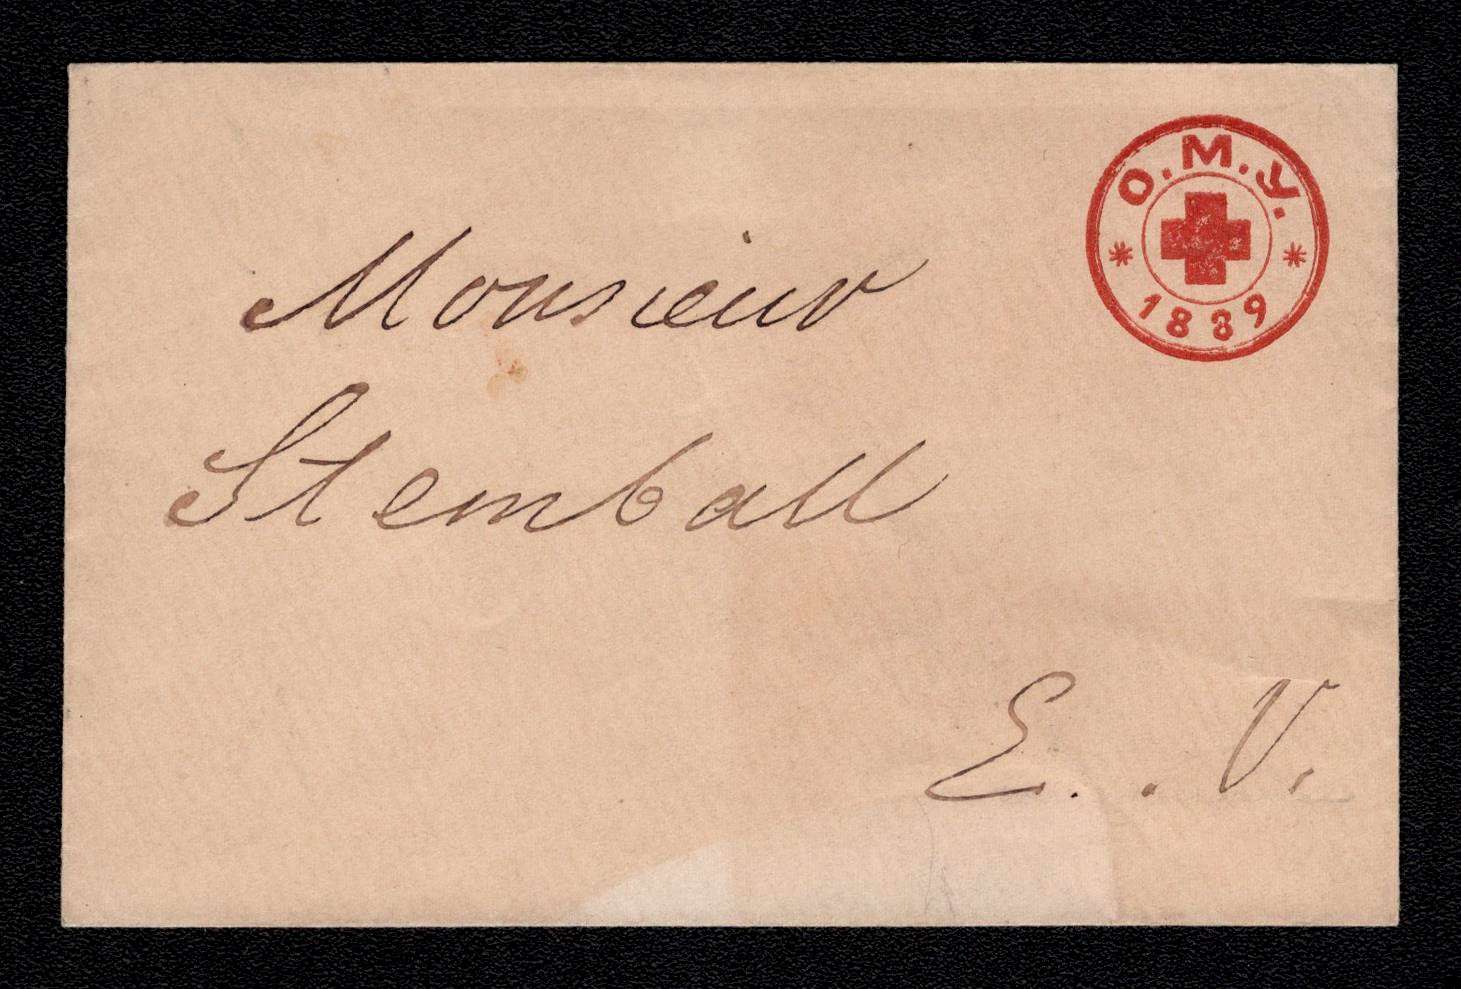 O.M.У.
* *
1889
Monsieur
Stemball
E. . V.